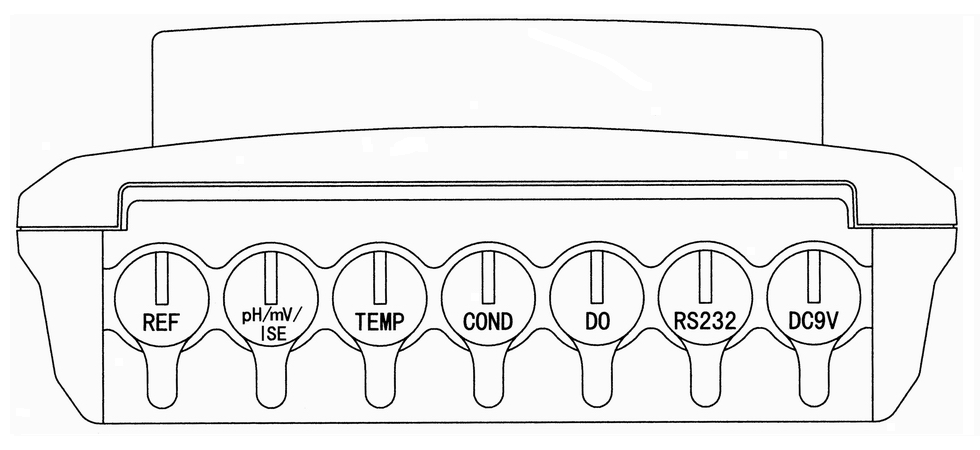 REF
pH/mV/
ISE
TEMP
COND
DO
RS232
DC9V